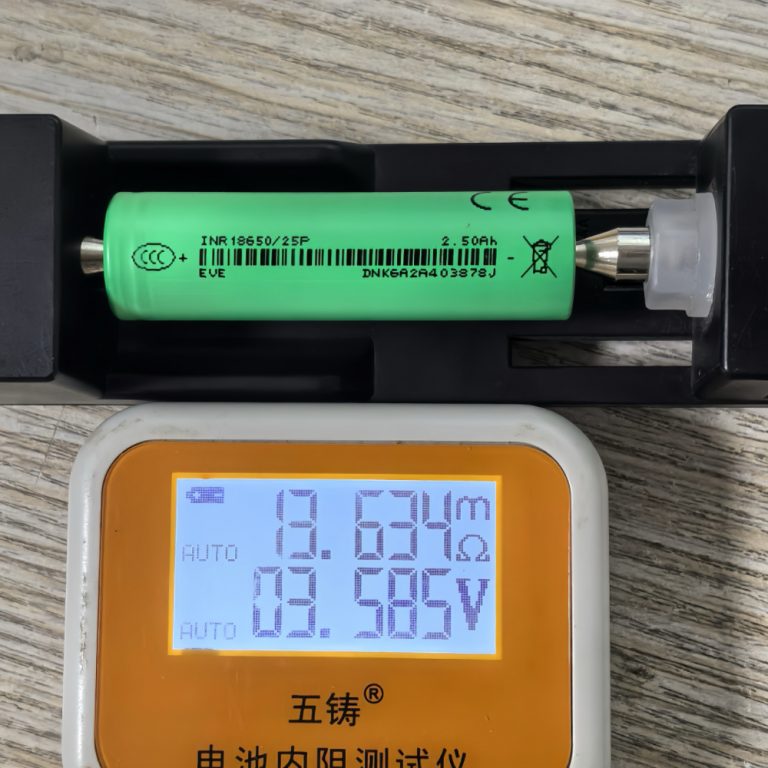 CE
INR18650/25P 2.50Ah
CCC + -
EVE DNK6A2A403878J
13.634 mΩ
AUTO
03.585 V
AUTO
五铸®
电池内阻测试仪